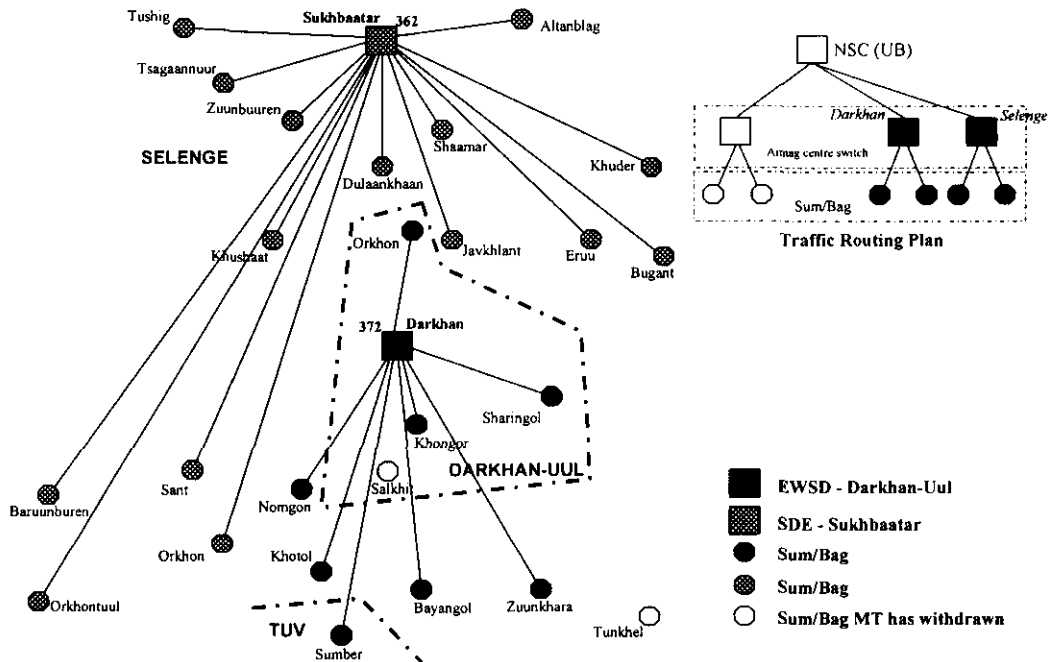 Tushig
Sukhbaatar 362
Altanblag
Tsagaannuur
Zuunbuuren
SELENGE
Shaamar
Dulaankhaan
Khuder
NSC (UB)
Darkhan
Selenge
Aimag centre switch
Sum/Bag
Traffic Routing Plan
Orkhon
Khushaat
Javkhlant
Eruu
Bugant
372 Darkhan
Sharingol
Khongor
DARKHAN-UUL
Salkhit
Sant
Nomgon
Baruunburen
Orkhon
Khotol
Orkhontuul
Bayangol
Zuunkhara
TUV
Sumber
Tunkhel
EWSD - Darkhan-Uul
SDE - Sukhbaatar
Sum/Bag
Sum/Bag
Sum/Bag MT has withdrawn